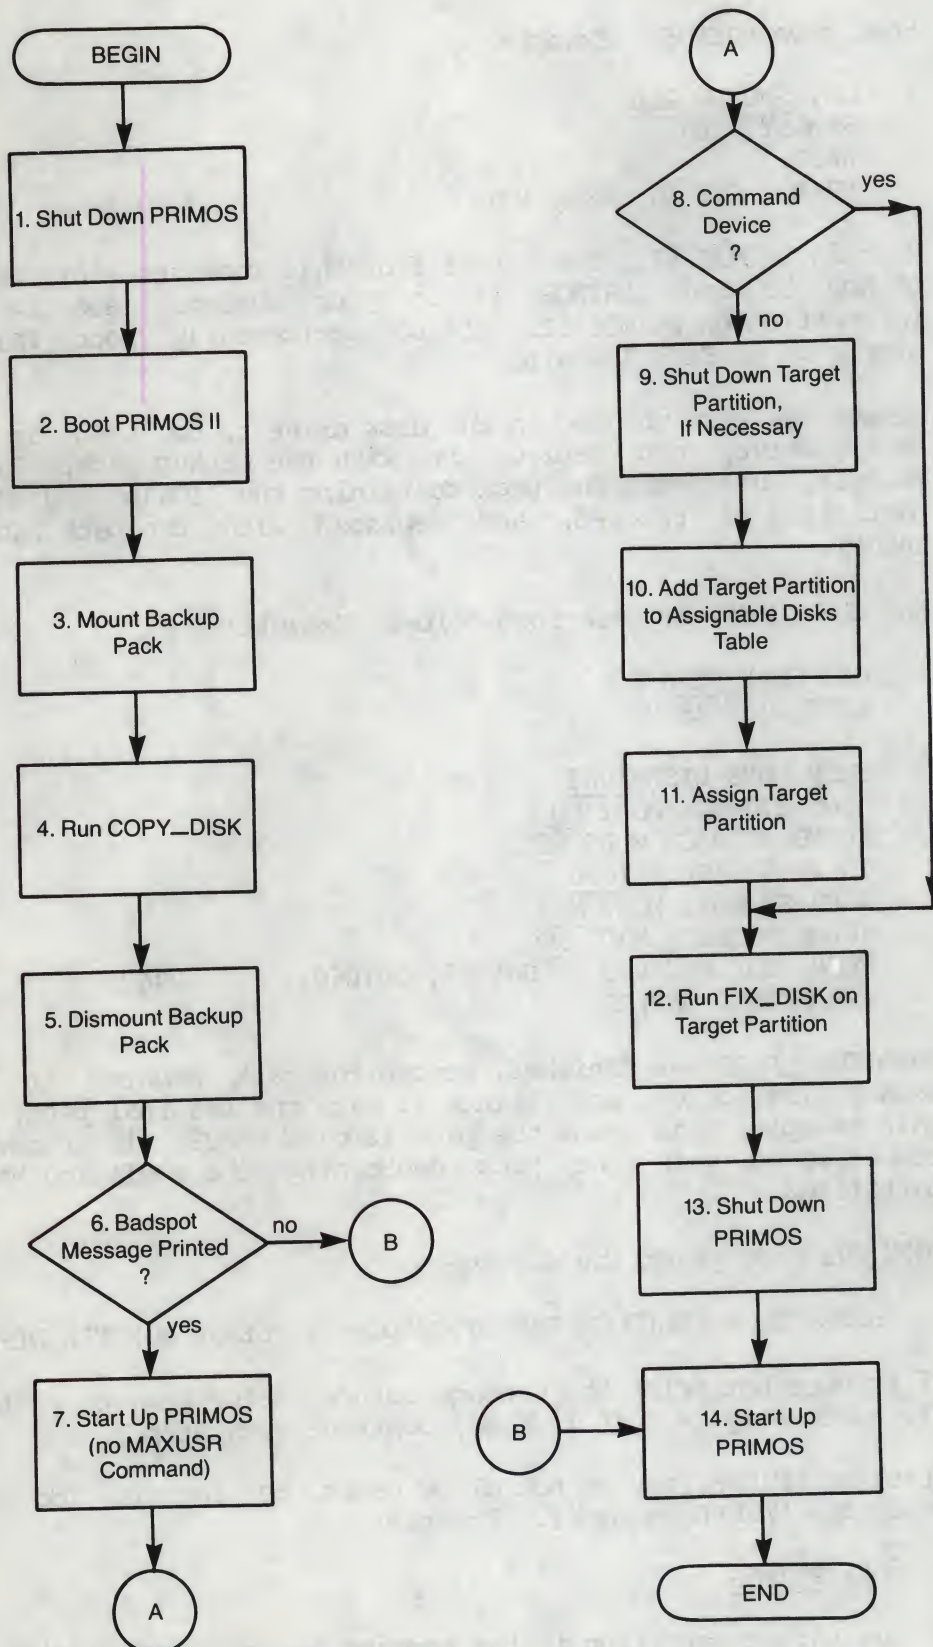 BEGIN
1. Shut Down PRIMOS
2. Boot PRIMOS II
3. Mount Backup
Pack
4. Run COPY_DISK
5. Dismount Backup
Pack
6. Badspot
Message Printed
?
no
B
yes
7. Start Up PRIMOS
(no MAXUSR
Command)
A
A
8. Command
Device
?
yes
no
9. Shut Down Target
Partition,
If Necessary
10. Add Target Partition
to Assignable Disks
Table
11. Assign Target
Partition
12. Run FIX_DISK on
Target Partition
13. Shut Down
PRIMOS
B
14. Start Up
PRIMOS
END